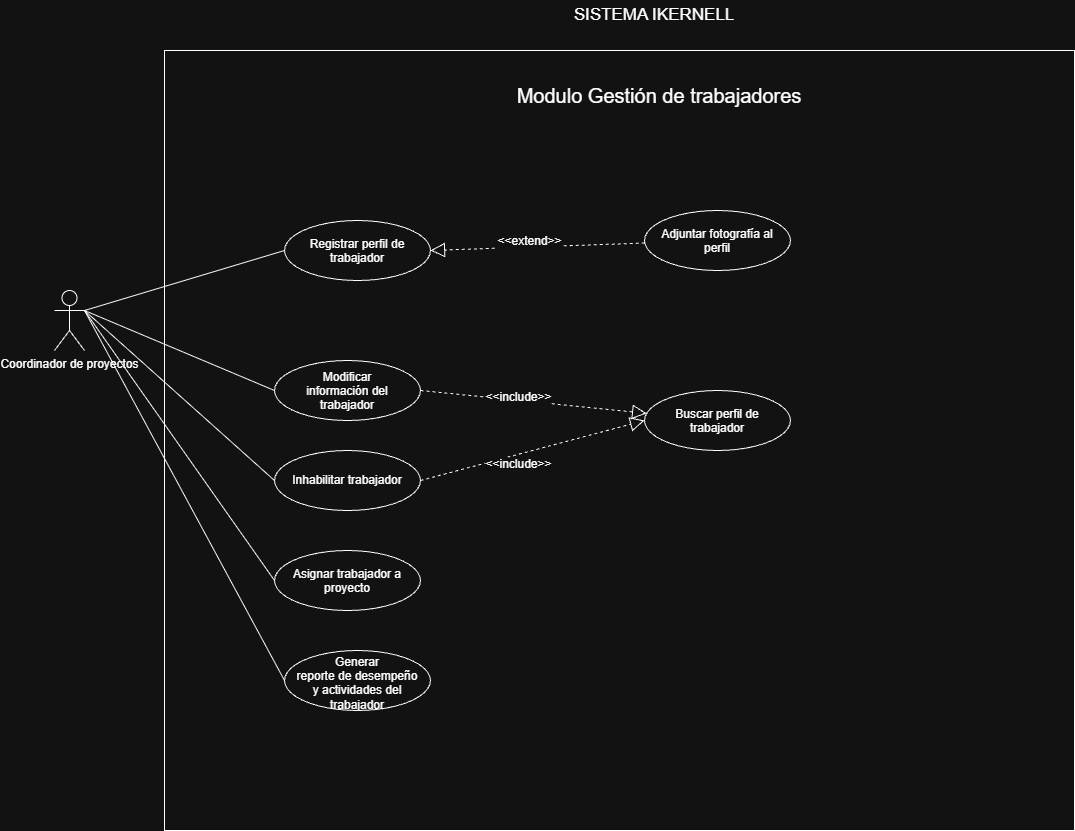 SISTEMA IKERNELL
Modulo Gestión de trabajadores
Registrar perfil de
trabajador
<<extend>>
Adjuntar fotografía al
perfil
Coordinador de proyectos
Modificar
información del
trabajador
<<include>>
Buscar perfil de
trabajador
Inhabilitar trabajador
<<include>>
Asignar trabajador a
proyecto
Generar
reporte de desempeño
y actividades del
trabajador